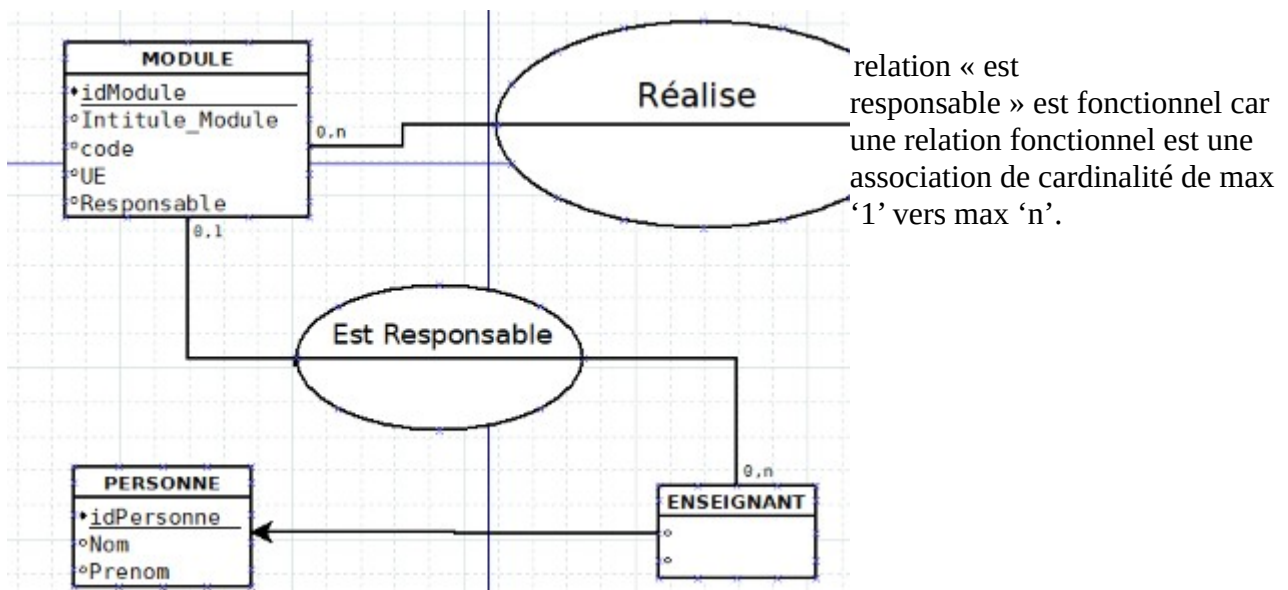 MODULE
idModule
Intitule_Module
code
UE
Responsable
0,n
Réalise
relation « est
responsable » est fonctionnel car
une relation fonctionnel est une
association de cardinalité de max
‘1’ vers max ‘n’.
0,1
Est Responsable
0,n
PERSONNE
idPersonne
Nom
Prenom
ENSEIGNANT